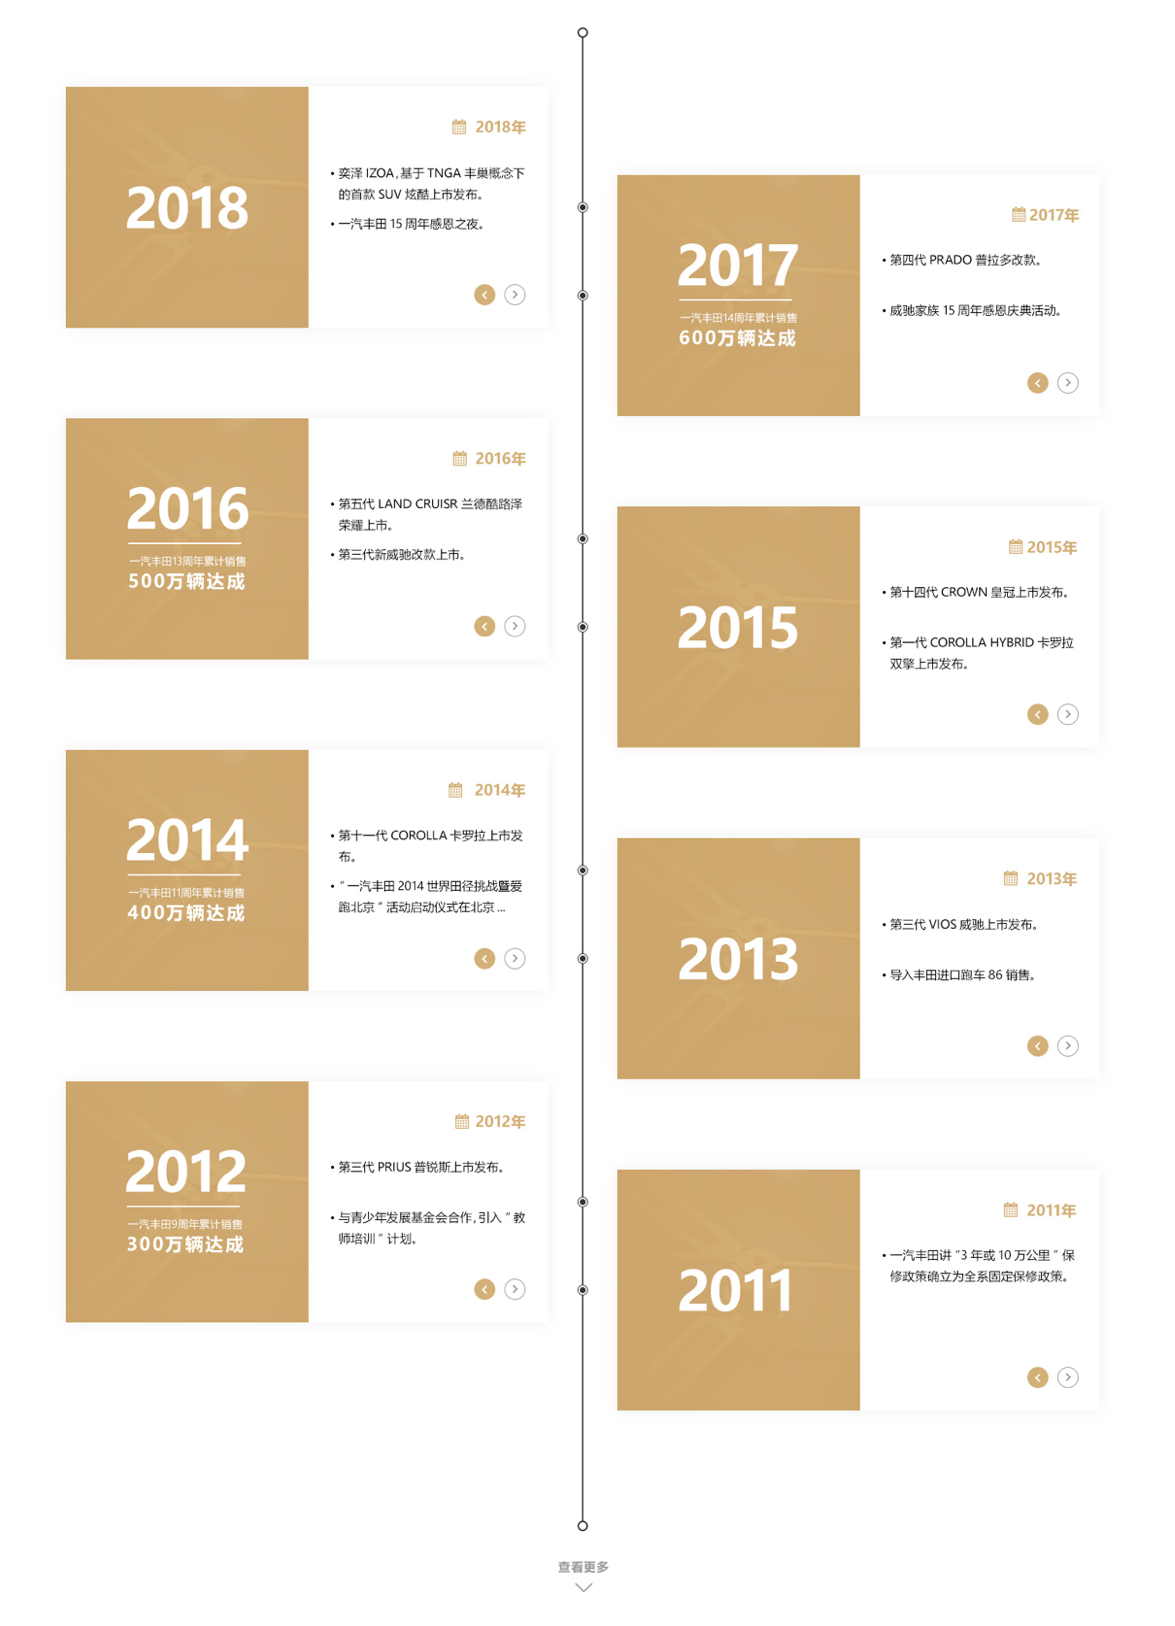 2018
2018年
• 奕泽 IZOA，基于 TNGA 丰巢概念下
的首款 SUV 炫酷上市发布。
• 一汽丰田 15 周年感恩之夜。
2017
一汽丰田14周年累计销售
600万辆达成
2017年
• 第四代 PRADO 普拉多改款。
• 威驰家族 15 周年感恩庆典活动。
2016
一汽丰田13周年累计销售
500万辆达成
2016年
• 第五代 LAND CRUISR 兰德酷路泽
荣耀上市。
• 第三代新威驰改款上市。
2015
2015年
• 第十四代 CROWN 皇冠上市发布。
• 第一代 COROLLA HYBRID 卡罗拉
双擎上市发布。
2014
一汽丰田11周年累计销售
400万辆达成
2014年
• 第十一代 COROLLA 卡罗拉上市发
布。
• “一汽丰田 2014 世界田径挑战暨爱
跑北京”活动启动仪式在北京 ...
2013
2013年
• 第三代 VIOS 威驰上市发布。
• 导入丰田进口跑车 86 销售。
2012
一汽丰田9周年累计销售
300万辆达成
2012年
• 第三代 PRIUS 普锐斯上市发布。
• 与青少年发展基金会合作，引入“教
师培训”计划。
2011
2011年
• 一汽丰田讲“3 年或 10 万公里”保
修政策确立为全系固定保修政策。
查看更多